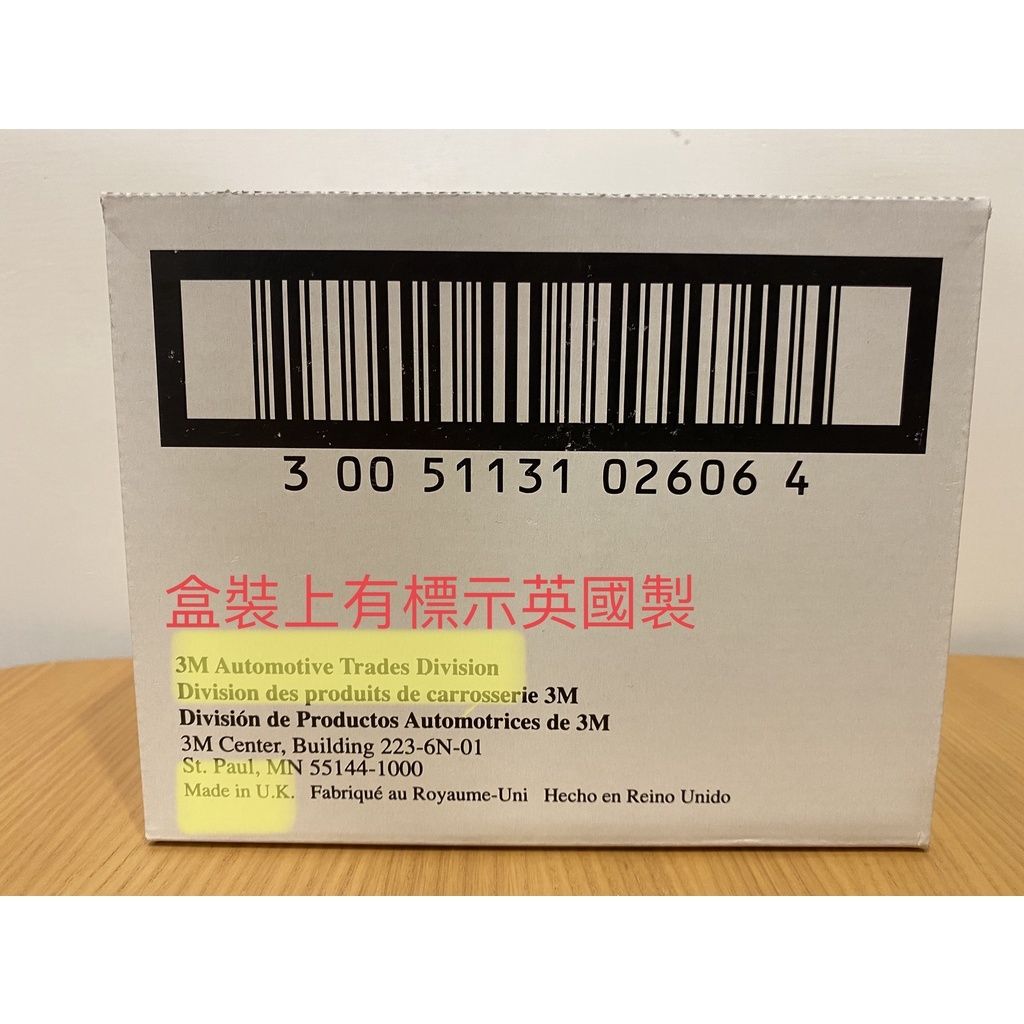 3 00 51131 02606 4
盒裝上有標示英國製
3M Automotive Trades Division
Division des produits de carrosserie 3M
División de Productos Automotrices de 3M
3M Center, Building 223-6N-01
St. Paul, MN 55144-1000
Made in U.K. Fabriqué au Royaume-Uni Hecho en Reino Unido